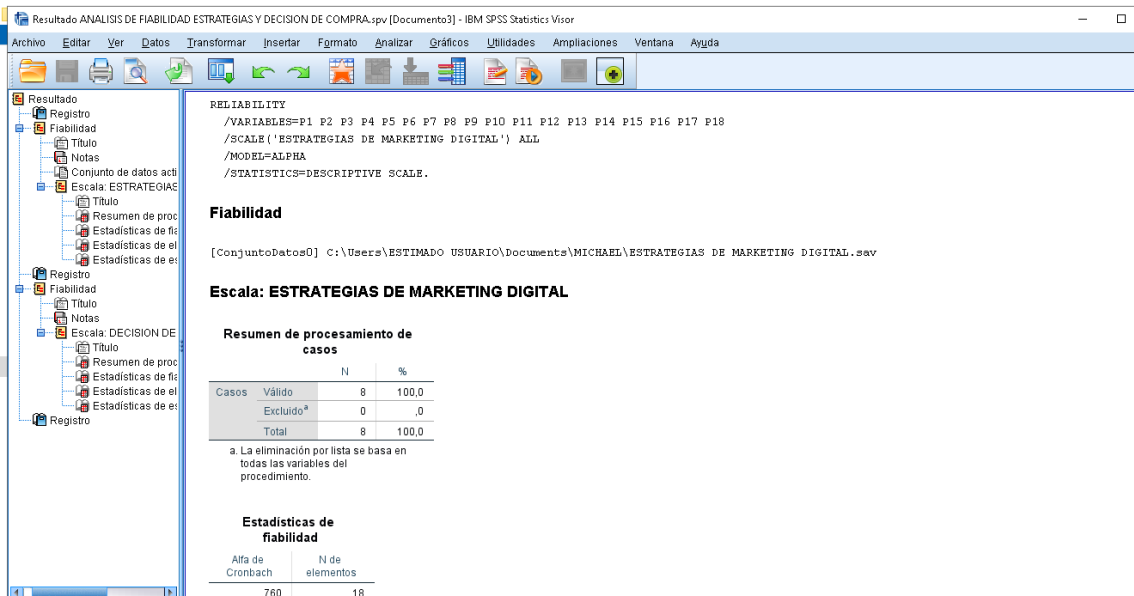 Resultado ANALISIS DE FIABILIDAD ESTRATEGIAS Y DECISION DE COMPRA.spv [Documento3] - IBM SPSS Statistics Visor
Archivo Editar Ver Datos Transformar Insertar Formato Analizar Gráficos Utilidades Ampliaciones Ventana Ayuda
Resultado
Registro
Fiabilidad
Título
Notas
Conjunto de datos acti
Escala: ESTRATEGIAS
Título
Resumen de proc
Estadísticas de fia
Estadísticas de el
Estadísticas de es
Registro
Fiabilidad
Título
Notas
Escala: DECISION DE
Título
Resumen de proc
Estadísticas de fia
Estadísticas de el
Estadísticas de es
Registro
RELIABILITY
/VARIABLES=P1 P2 P3 P4 P5 P6 P7 P8 P9 P10 P11 P12 P13 P14 P15 P16 P17 P18
/SCALE('ESTRATEGIAS DE MARKETING DIGITAL') ALL
/MODEL=ALPHA
/STATISTICS=DESCRIPTIVE SCALE.
Fiabilidad
[ConjuntoDatos0] C:\Users\ESTIMADO USUARIO\Documents\MICHAEL\ESTRATEGIAS DE MARKETING DIGITAL.sav
Escala: ESTRATEGIAS DE MARKETING DIGITAL
Resumen de procesamiento de
casos
N %
Casos Válido 8 100,0
Excluido^a 0 ,0
Total 8 100,0
a. La eliminación por lista se basa en
todas las variables del
procedimiento.
Estadísticas de
fiabilidad
Alfa de N de
Cronbach elementos
760 18